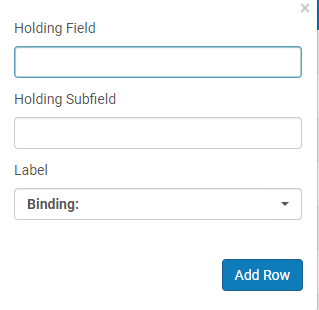 Holding Field
Holding Subfield
Label
Binding:
Add Row